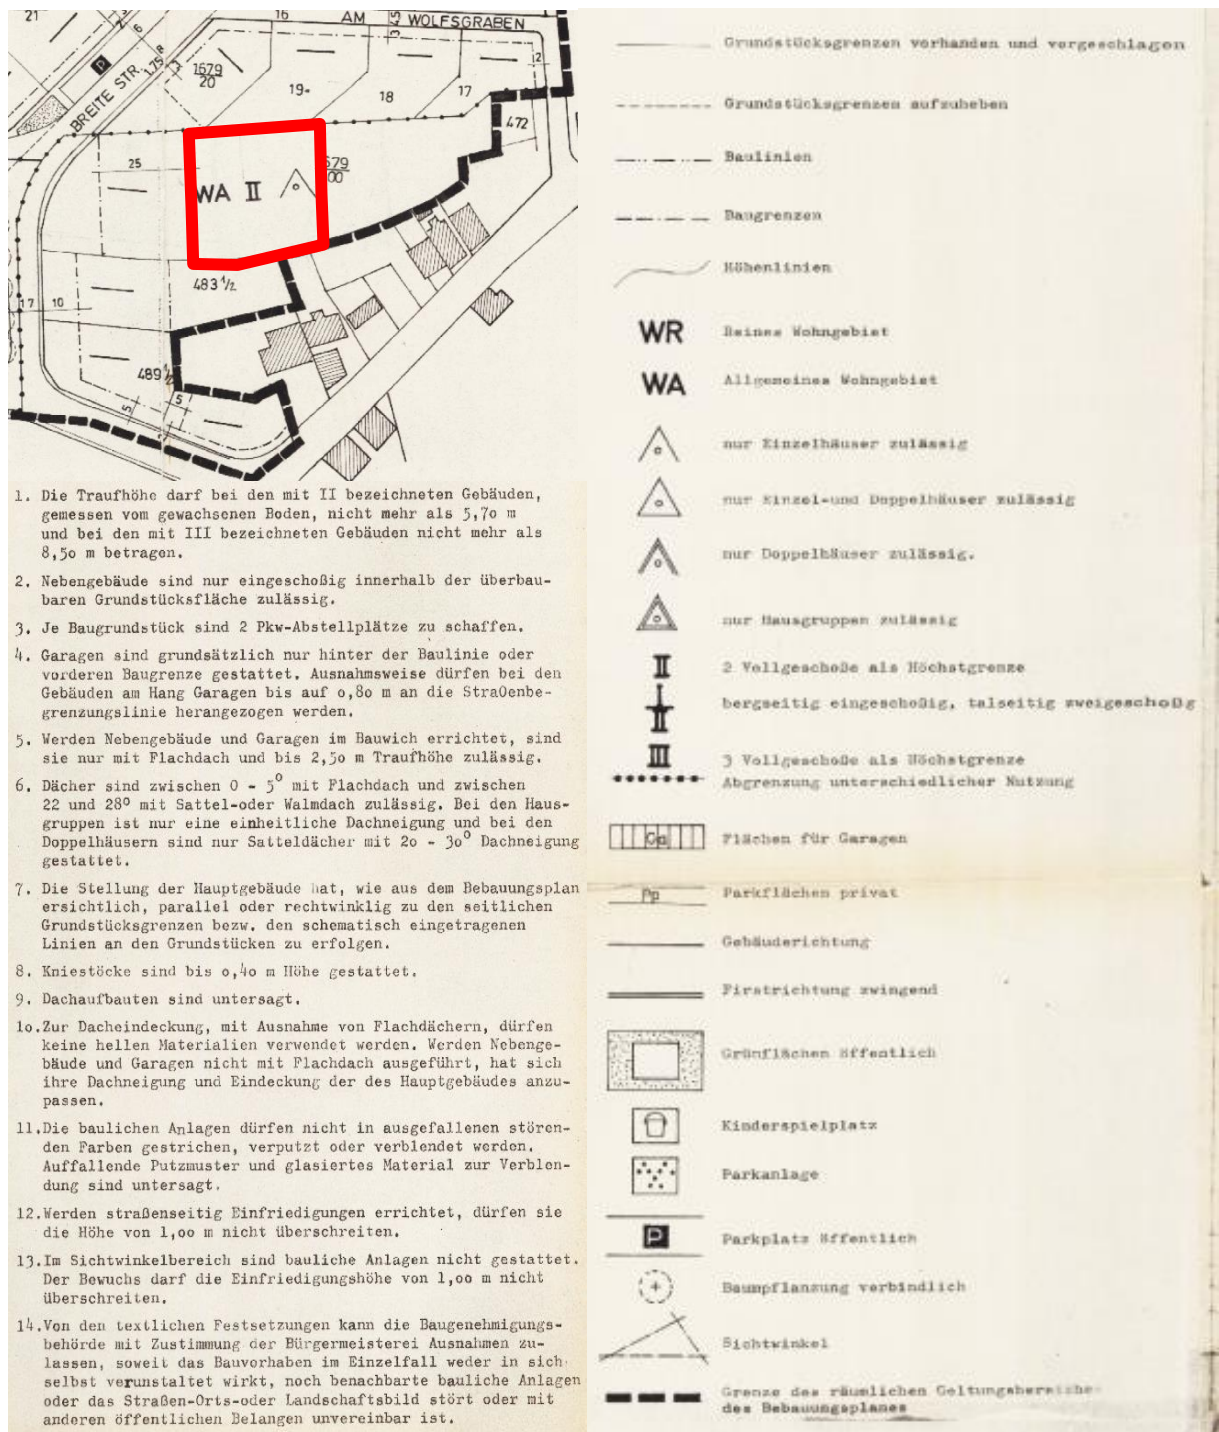 21
16
AM
WOLFSGRABEN
3,45
2
6
8
P
1,75
BREITE STR.
1679
20
19
18
17
472
25
WA II
679
00
483 1/2
17
10
489 1/2
5
5
1. Die Traufhöhe darf bei den mit II bezeichneten Gebäuden,
gemessen vom gewachsenen Boden, nicht mehr als 5,7o m
und bei den mit III bezeichneten Gebäuden nicht mehr als
8,5o m betragen.
2. Nebengebäude sind nur eingeschoßig innerhalb der überbau-
baren Grundstücksfläche zulässig.
3. Je Baugrundstück sind 2 Pkw-Abstellplätze zu schaffen.
4. Garagen sind grundsätzlich nur hinter der Baulinie oder
vorderen Baugrenze gestattet. Ausnahmsweise dürfen bei den
Gebäuden am Hang Garagen bis auf o,8o m an die Straßenbe-
grenzungslinie herangezogen werden.
5. Werden Nebengebäude und Garagen im Bauwich errichtet, sind
sie nur mit Flachdach und bis 2,5o m Traufhöhe zulässig.
6. Dächer sind zwischen 0 - 5° mit Flachdach und zwischen
22 und 28° mit Sattel-oder Walmdach zulässig. Bei den Haus-
gruppen ist nur eine einheitliche Dachneigung und bei den
Doppelhäusern sind nur Satteldächer mit 2o - 3o° Dachneigung
gestattet.
7. Die Stellung der Hauptgebäude hat, wie aus dem Bebauungsplan
ersichtlich, parallel oder rechtwinklig zu den seitlichen
Grundstücksgrenzen bezw. den schematisch eingetragenen
Linien an den Grundstücken zu erfolgen.
8. Kniestöcke sind bis o,4o m Höhe gestattet.
9. Dachaufbauten sind untersagt.
1o.Zur Dacheindeckung, mit Ausnahme von Flachdächern, dürfen
keine hellen Materialien verwendet werden. Werden Nebenge-
bäude und Garagen nicht mit Flachdach ausgeführt, hat sich
ihre Dachneigung und Eindeckung der des Hauptgebäudes anzu-
passen.
11.Die baulichen Anlagen dürfen nicht in ausgefallenen stören-
den Farben gestrichen, verputzt oder verblendet werden.
Auffallende Putzmuster und glasiertes Material zur Verblen-
dung sind untersagt.
12.Werden straßenseitig Einfriedigungen errichtet, dürfen sie
die Höhe von 1,oo m nicht überschreiten.
13.Im Sichtwinkelbereich sind bauliche Anlagen nicht gestattet.
Der Bewuchs darf die Einfriedigungshöhe von 1,oo m nicht
überschreiten.
14.Von den textlichen Festsetzungen kann die Baugenehmigungs-
behörde mit Zustimmung der Bürgermeisterei Ausnahmen zu-
lassen, soweit das Bauvorhaben im Einzelfall weder in sich
selbst verunstaltet wirkt, noch benachbarte bauliche Anlagen
oder das Straßen-Orts-oder Landschaftsbild stört oder mit
anderen öffentlichen Belangen unvereinbar ist.
Grundstücksgrenzen vorhanden und vorgeschlagen
Grundstücksgrenzen aufzuheben
Baulinien
Baugrenzen
Höhenlinien
WR Reines Wohngebiet
WA Allgemeines Wohngebiet
nur Einzelhäuser zulässig
nur Einzel-und Doppelhäuser zulässig
nur Doppelhäuser zulässig.
nur Hausgruppen zulässig
II 2 Vollgeschoße als Höchstgrenze
II bergseitig eingeschoßig, talseitig zweigeschoßg
III 3 Vollgeschoße als Höchstgrenze
Abgrenzung unterschiedlicher Nutzung
Ga Flächen für Garagen
Pp Parkflächen privat
Gebäuderichtung
Firstrichtung zwingend
Grünflächen öffentlich
Kinderspielplatz
Parkanlage
P Parkplatz öffentlich
Baumpflanzung verbindlich
Sichtwinkel
Grenze des räumlichen Geltungsbereiche
des Bebauungsplanes